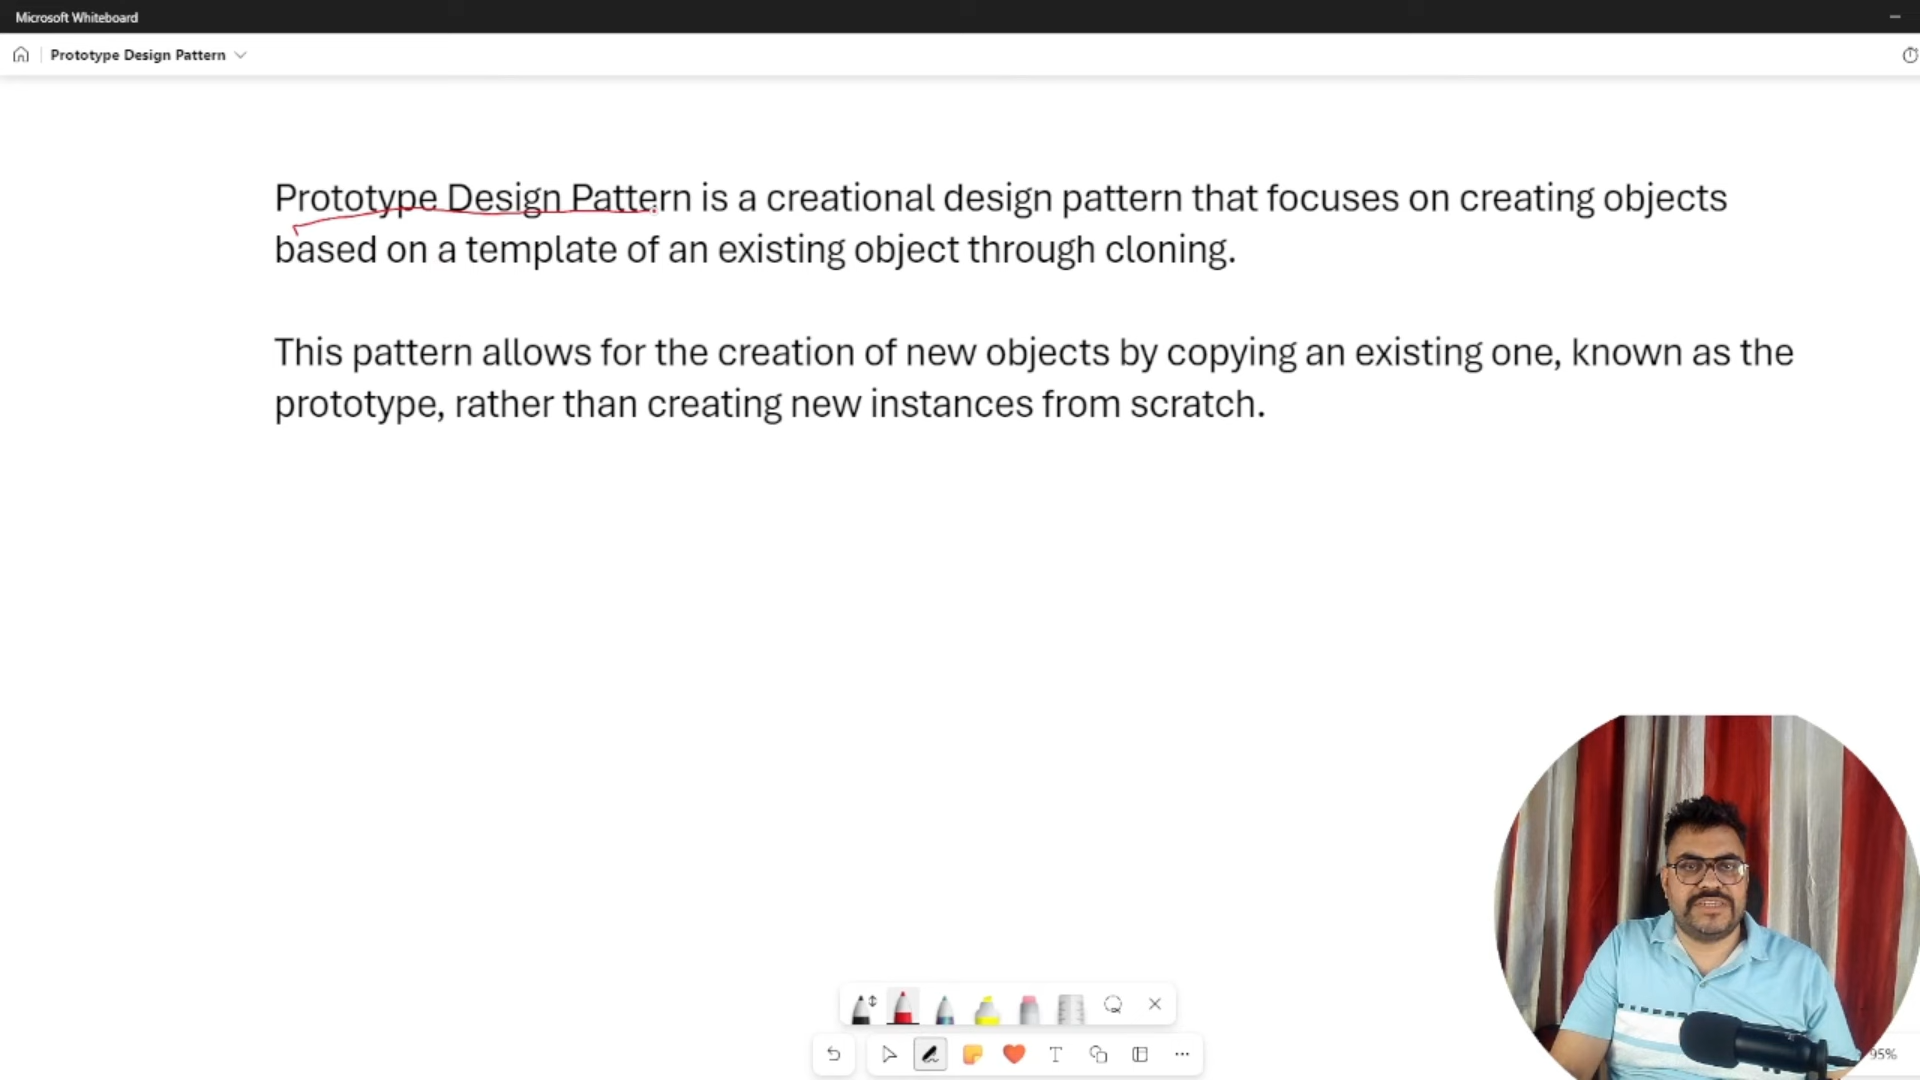 Microsoft Whiteboard
Prototype Design Pattern
Prototype Design Pattern is a creational design pattern that focuses on creating objects
based on a template of an existing object through cloning.
This pattern allows for the creation of new objects by copying an existing one, known as the
prototype, rather than creating new instances from scratch.
95%